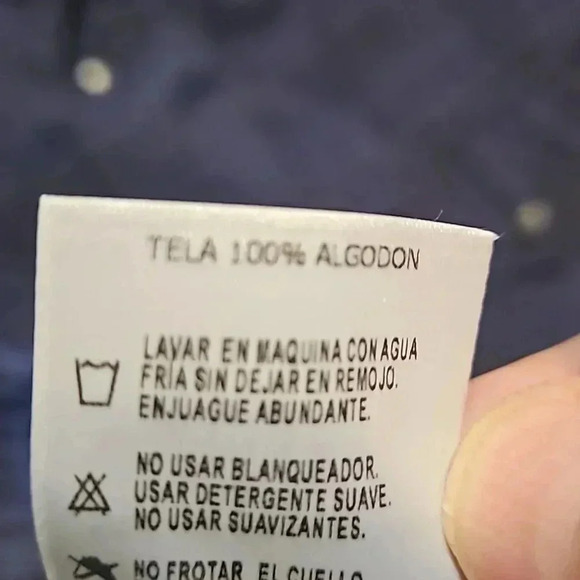 TELA 100% ALGODON
LAVAR EN MAQUINA CON AGUA
FRIA SIN DEJAR EN REMOJO.
ENJUAGUE ABUNDANTE.
NO USAR BLANQUEADOR.
USAR DETERGENTE SUAVE.
NO USAR SUAVIZANTES.
NO FROTAR EL CUELLO